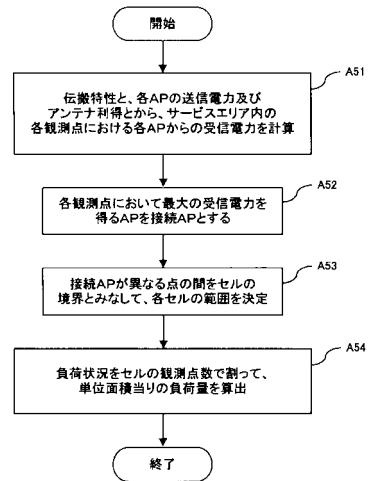 開始
A51
伝搬特性と、各APの送信電力及び
アンテナ利得とから、サービスエリア内の
各観測点における各APからの受信電力を計算
A52
各観測点において最大の受信電力を
得るAPを接続APとする
A53
接続APが異なる点の間をセルの
境界とみなして、各セルの範囲を決定
A54
負荷状況をセルの観測点数で割って、
単位面積当りの負荷量を算出
終了